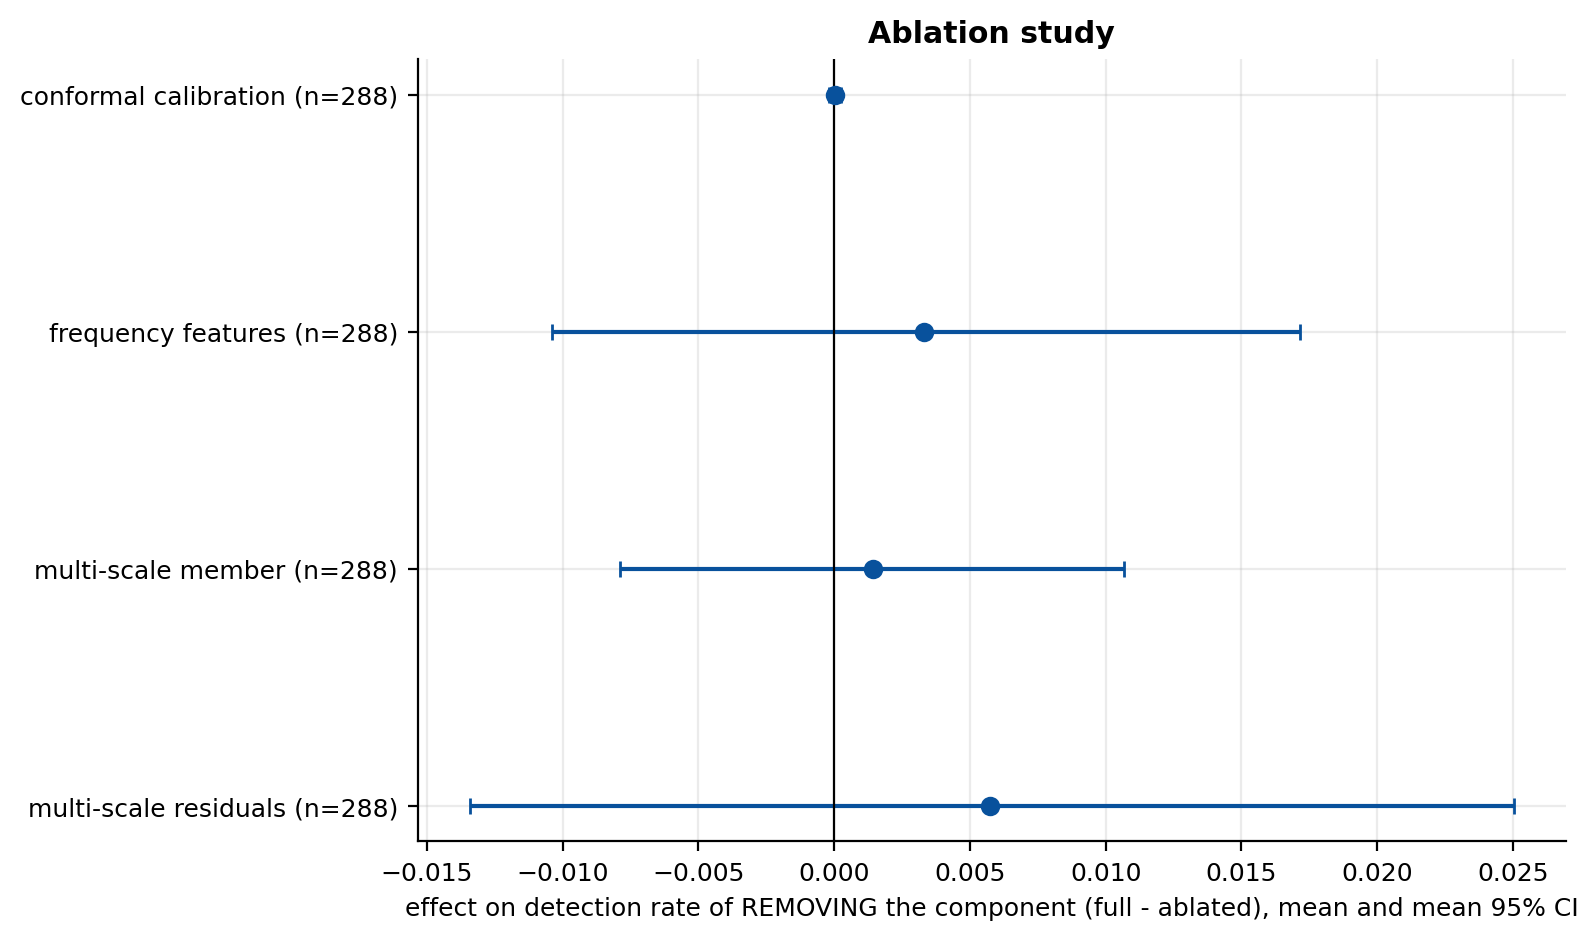 Ablation study
conformal calibration (n=288)
frequency features (n=288)
multi-scale member (n=288)
multi-scale residuals (n=288)
−0.015 −0.010 −0.005 0.000 0.005 0.010 0.015 0.020 0.025
effect on detection rate of REMOVING the component (full - ablated), mean and mean 95% CI